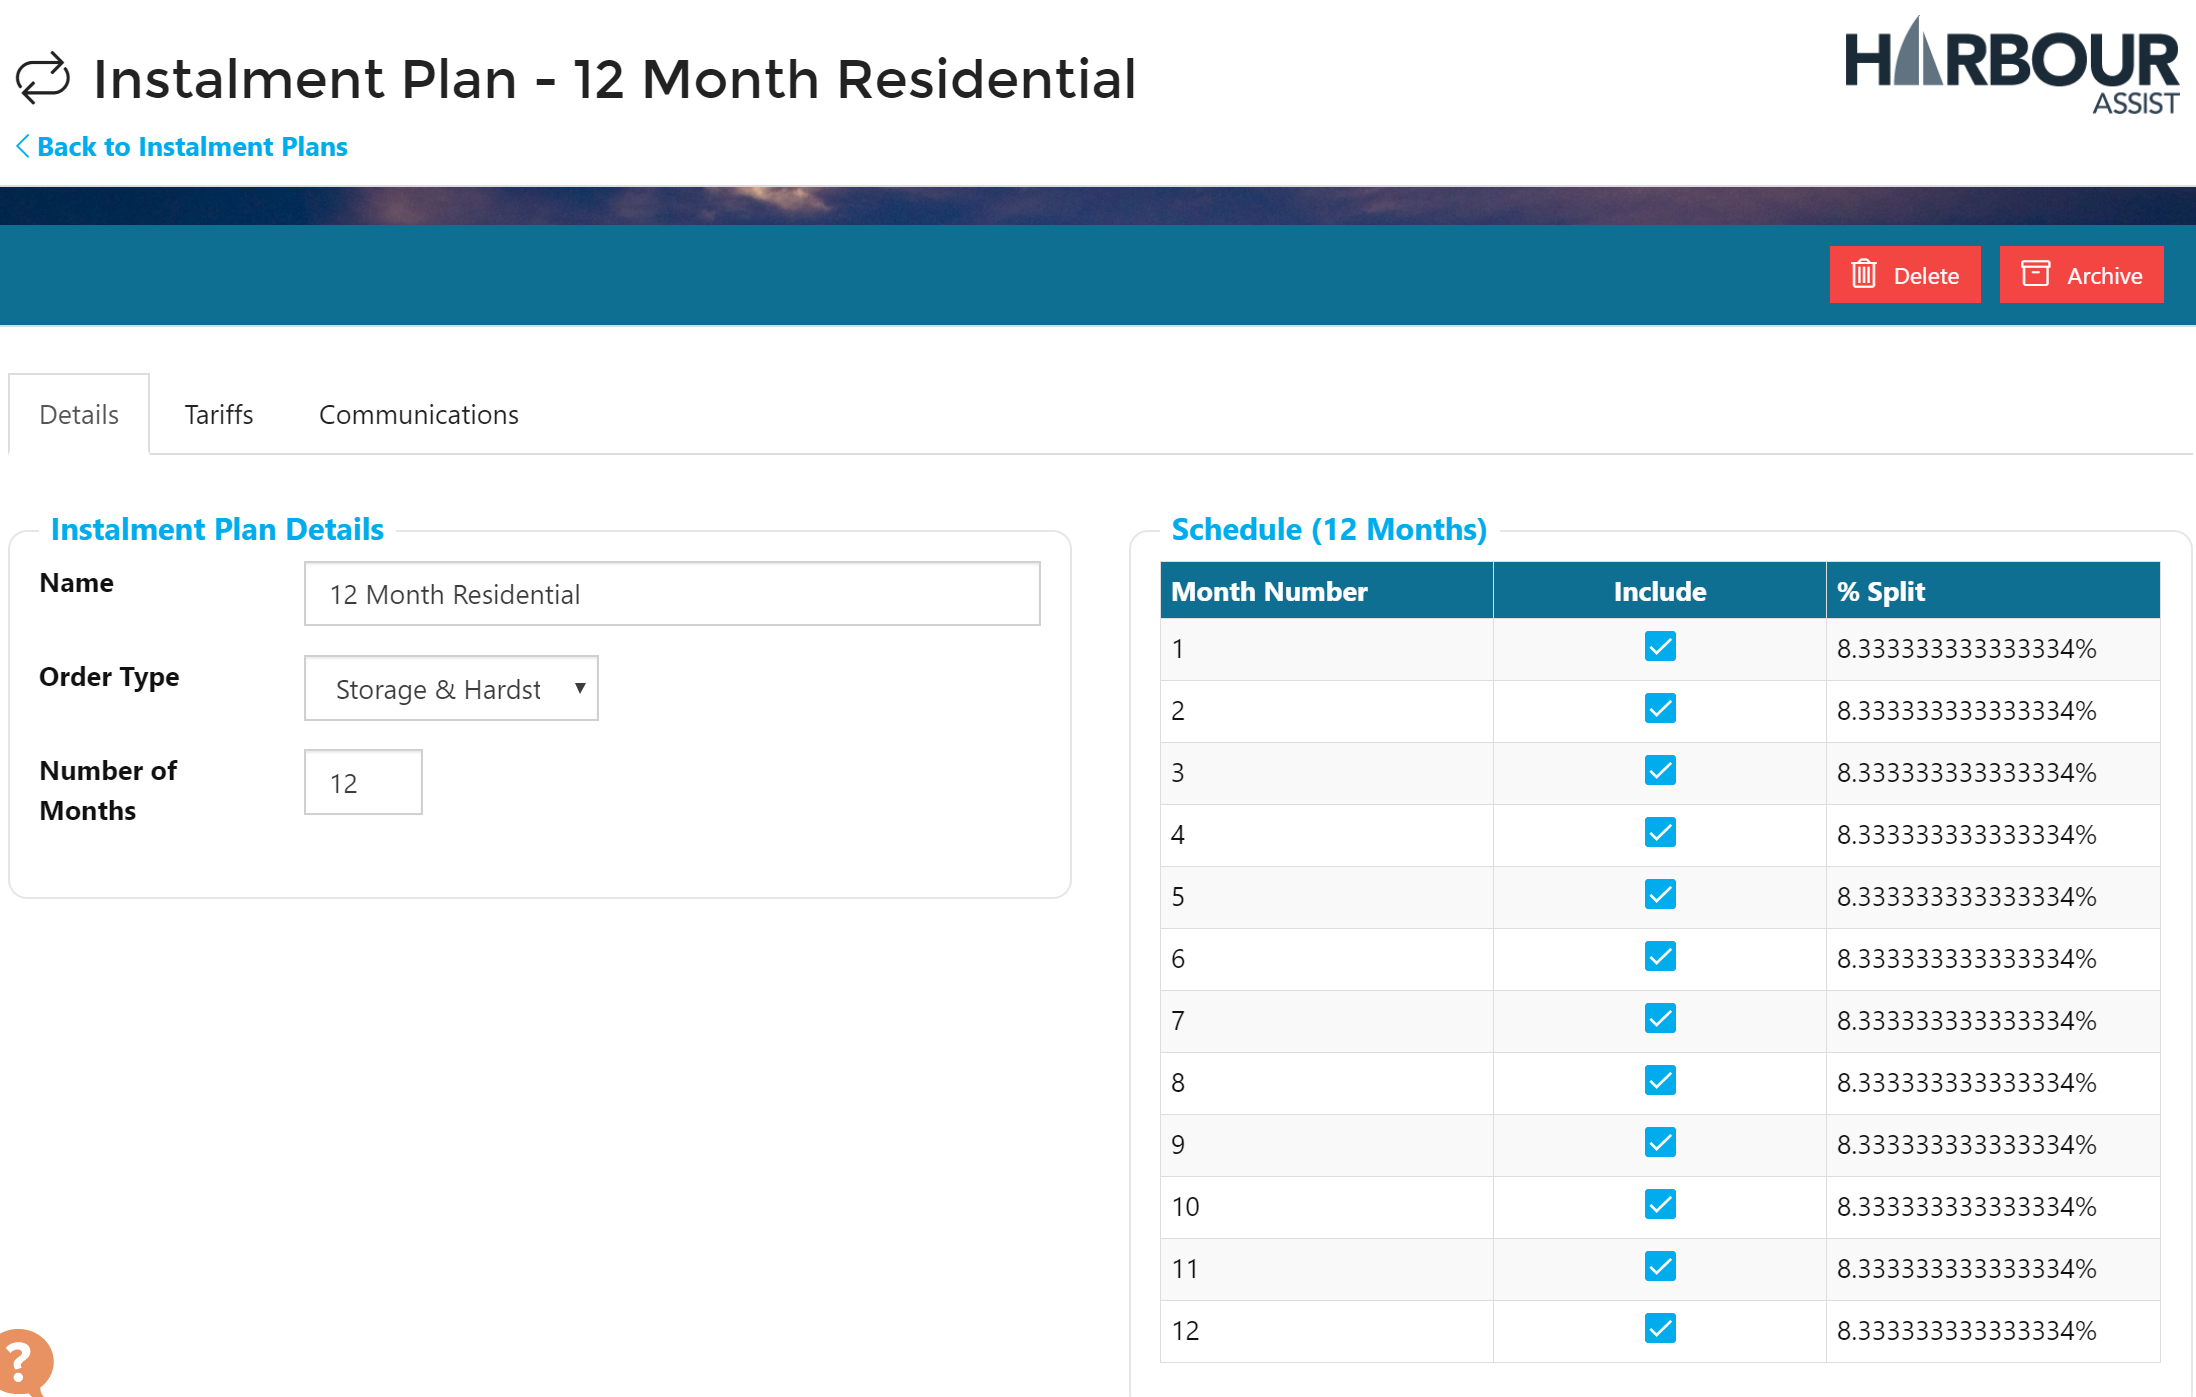 Instalment Plan - 12 Month Residential
HARBOUR
ASSIST
Back to Instalment Plans
Delete
Archive
Details
Tariffs
Communications
Instalment Plan Details
Name
12 Month Residential
Order Type
Storage & Hardst
Number of
Months
12
Schedule (12 Months)
Month Number Include % Split
1 8.333333333333334%
2 8.333333333333334%
3 8.333333333333334%
4 8.333333333333334%
5 8.333333333333334%
6 8.333333333333334%
7 8.333333333333334%
8 8.333333333333334%
9 8.333333333333334%
10 8.333333333333334%
11 8.333333333333334%
12 8.333333333333334%
?